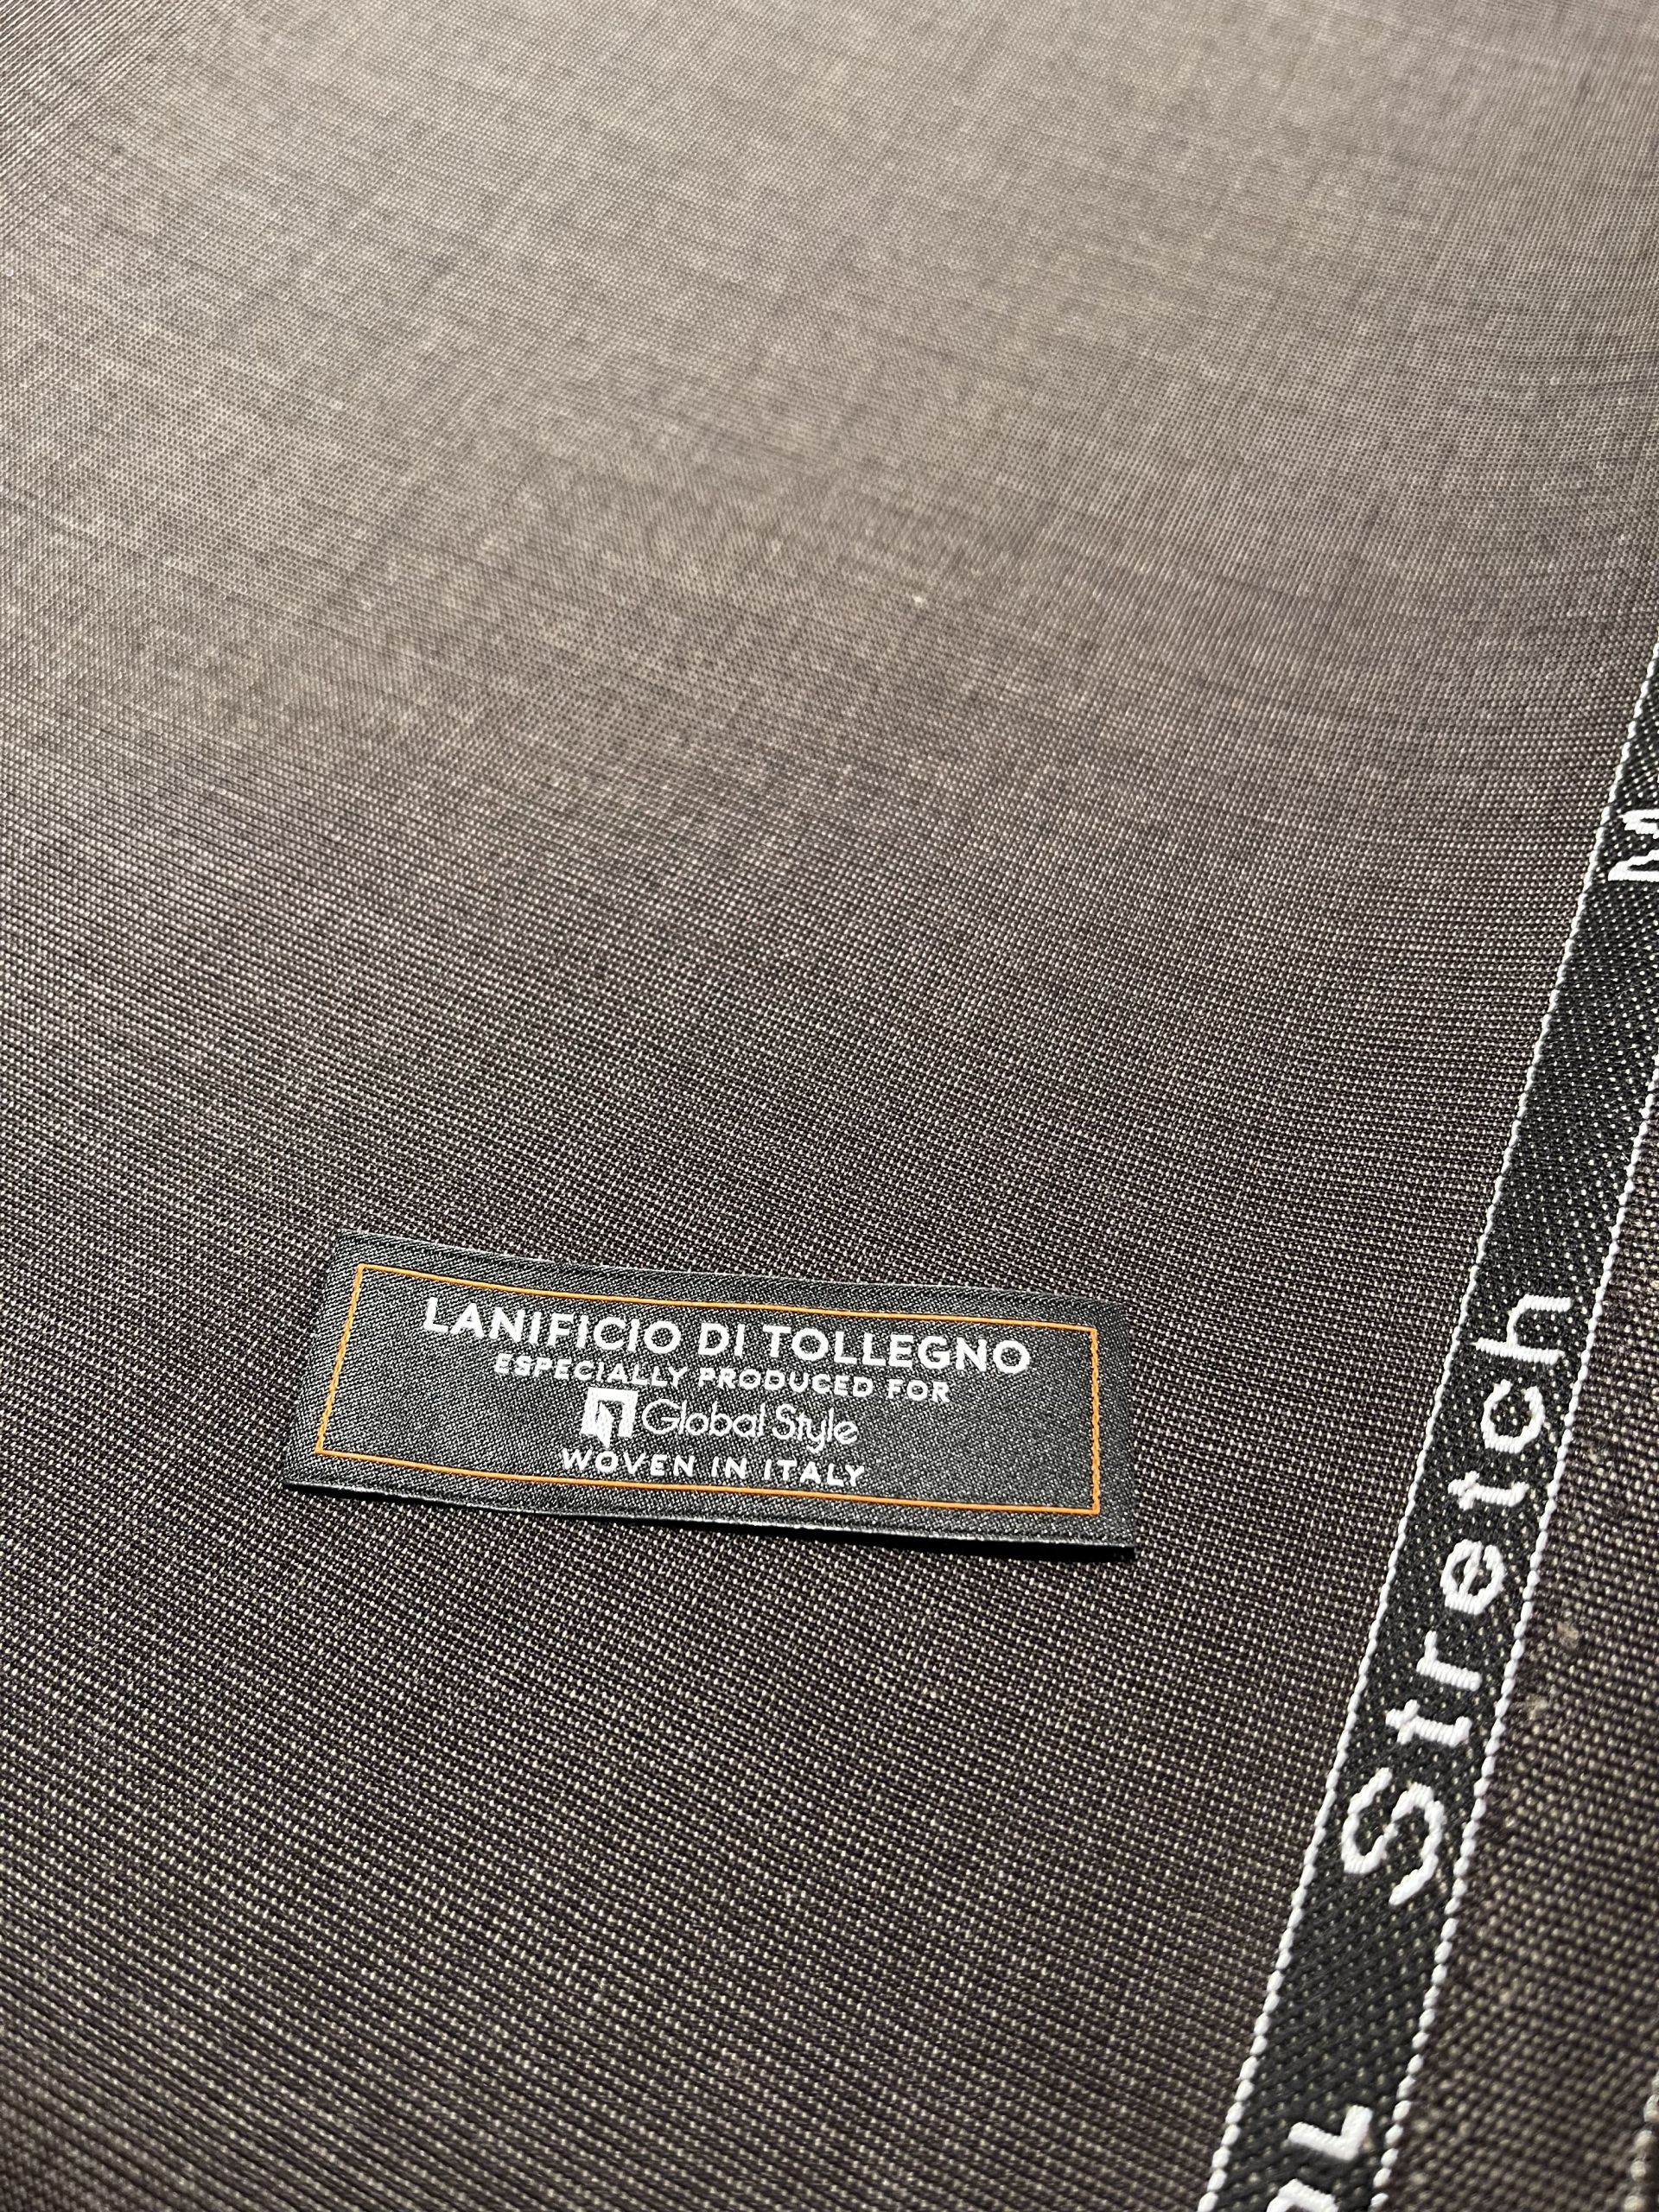 LANIFICIO DI TOLLEGNO
ESPECIALLY PRODUCED FOR
Global Style
WOVEN IN ITALY
Stretch